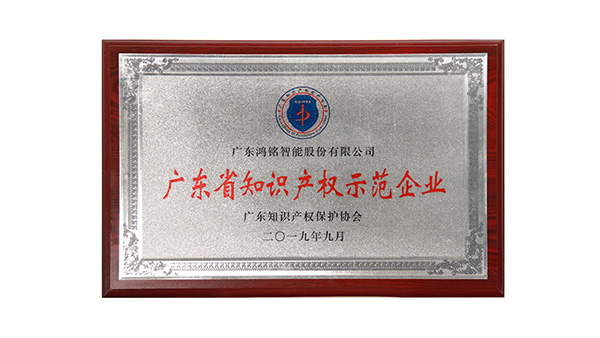 广东鸿铭智能股份有限公司
广东省知识产权示范企业
广东知识产权保护协会
二〇一九年九月